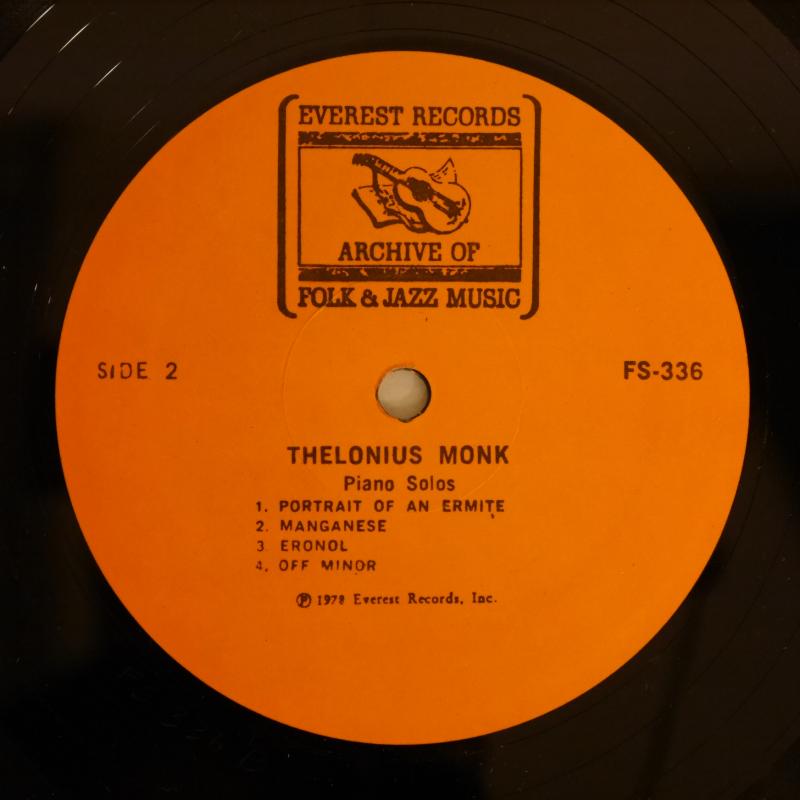 EVEREST RECORDS
ARCHIVE OF
FOLK & JAZZ MUSIC
SIDE 2
FS-336
THELONIUS MONK
Piano Solos
1. PORTRAIT OF AN ERMITE
2. MANGANESE
3. ERONOL
4. OFF MINOR
Ⓟ 1978 Everest Records, Inc.